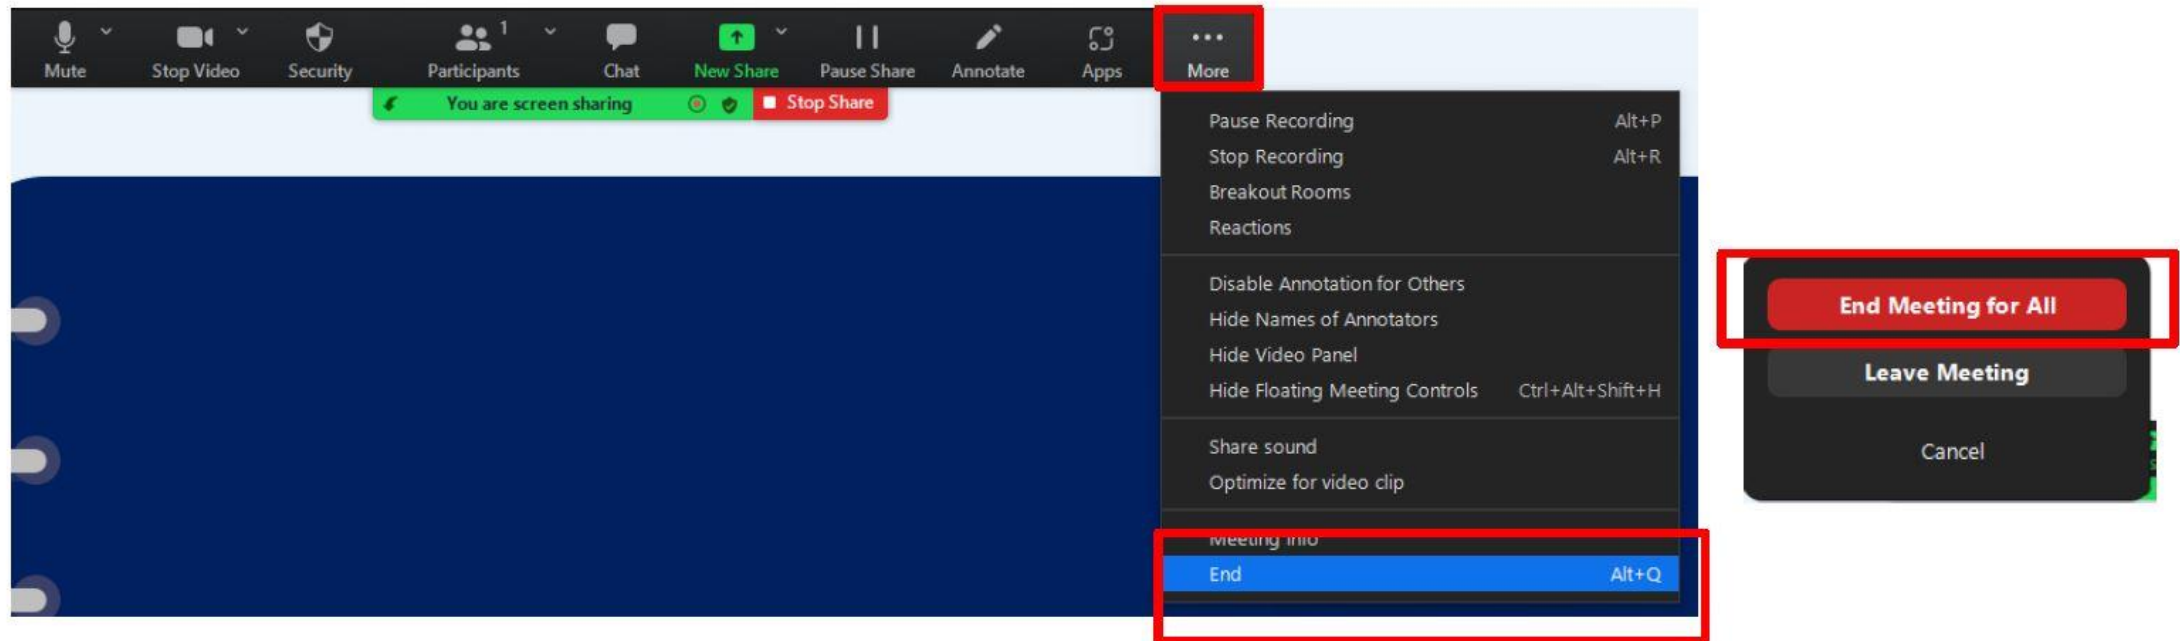 1
Mute Stop Video Security Participants Chat New Share Pause Share Annotate Apps More
You are screen sharing Stop Share
Pause Recording Alt+P
Stop Recording Alt+R
Breakout Rooms
Reactions
Disable Annotation for Others
Hide Names of Annotators
Hide Video Panel
Hide Floating Meeting Controls Ctrl+Alt+Shift+H
Share sound
Optimize for video clip
Meeting Info
End Alt+Q
End Meeting for All
Leave Meeting
Cancel